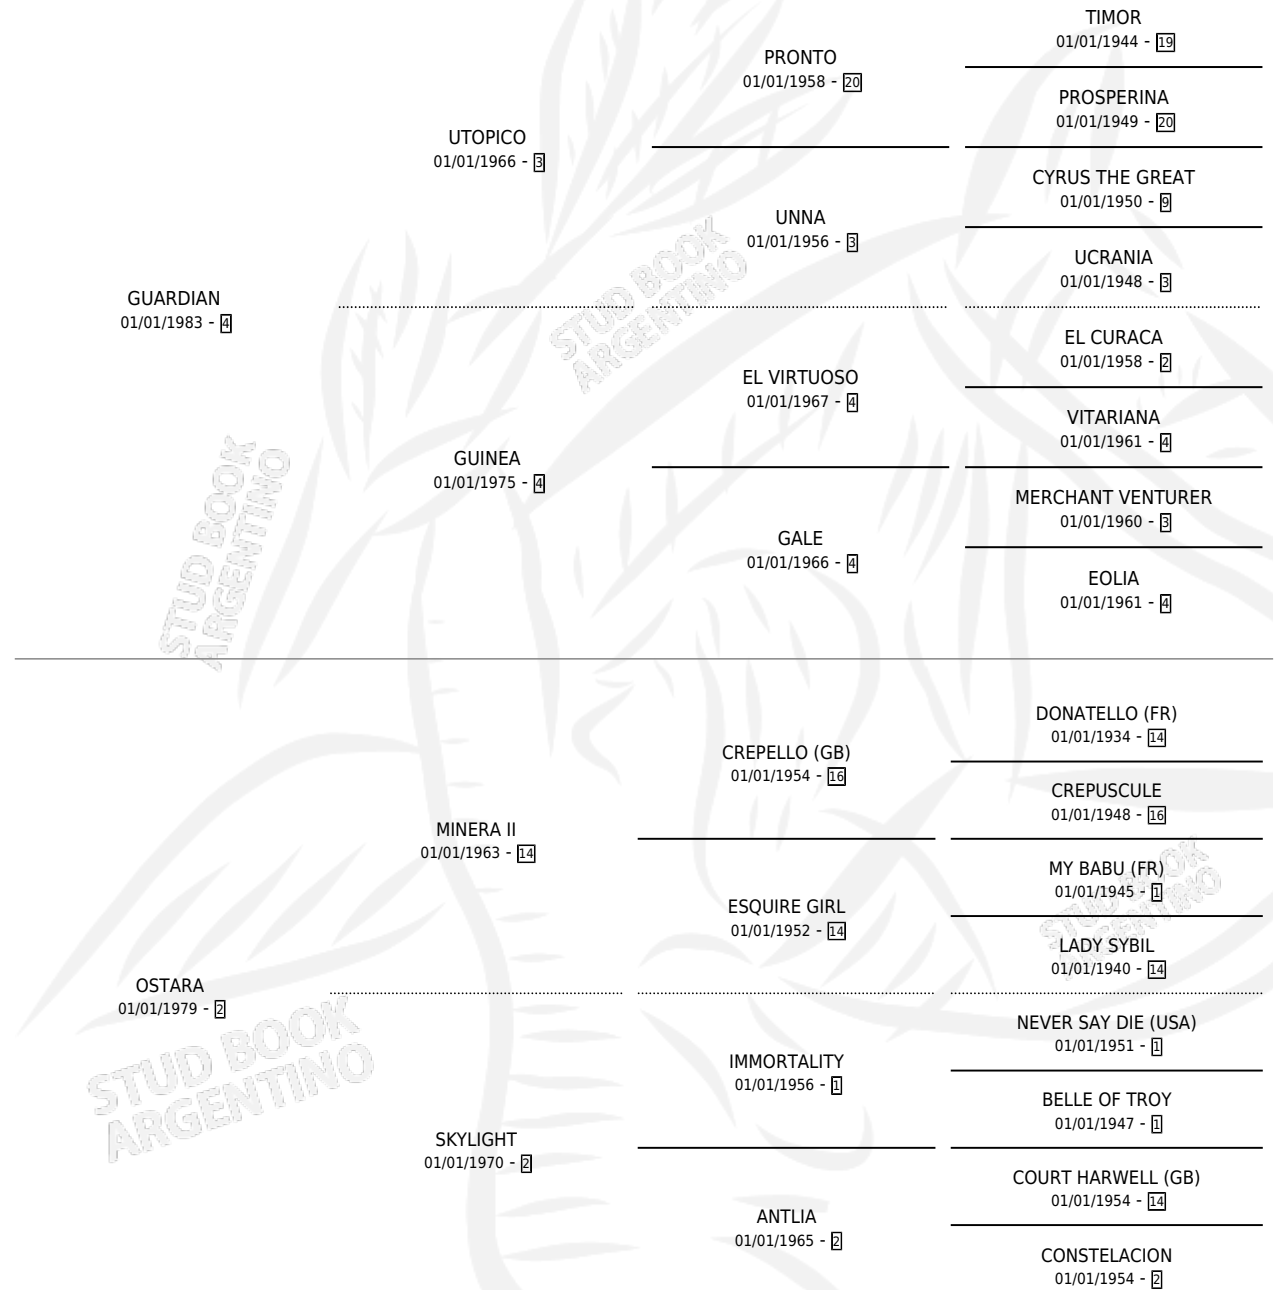 TIMOR
01/01/1944 - 19
PRONTO
01/01/1958 - 20
PROSPERINA
01/01/1949 - 20
UTOPICO
01/01/1966 - 3
CYRUS THE GREAT
01/01/1950 - 9
UNNA
01/01/1956 - 3
UCRANIA
01/01/1948 - 3
GUARDIAN
01/01/1983 - 4
STUD BOOK
ARGENTINO
EL CURACA
01/01/1958 - 2
EL VIRTUOSO
01/01/1967 - 4
VITARIANA
01/01/1961 - 4
GUINEA
01/01/1975 - 4
MERCHANT VENTURER
01/01/1960 - 3
GALE
01/01/1966 - 4
EOLIA
01/01/1961 - 4
STUD BOOK
ARGENTINO
DONATELLO (FR)
01/01/1934 - 14
CREPELLO (GB)
01/01/1954 - 16
CREPUSCULE
01/01/1948 - 16
MINERA II
01/01/1963 - 14
MY BABU (FR)
01/01/1945 - 1
ESQUIRE GIRL
01/01/1952 - 14
LADY SYBIL
01/01/1940 - 14
STUD BOOK
ARGENTINO
OSTARA
01/01/1979 - 2
NEVER SAY DIE (USA)
01/01/1951 - 1
IMMORTALITY
01/01/1956 - 1
BELLE OF TROY
01/01/1947 - 1
STUD BOOK
ARGENTINO
SKYLIGHT
01/01/1970 - 2
COURT HARWELL (GB)
01/01/1954 - 14
ANTLIA
01/01/1965 - 2
CONSTELACION
01/01/1954 - 2